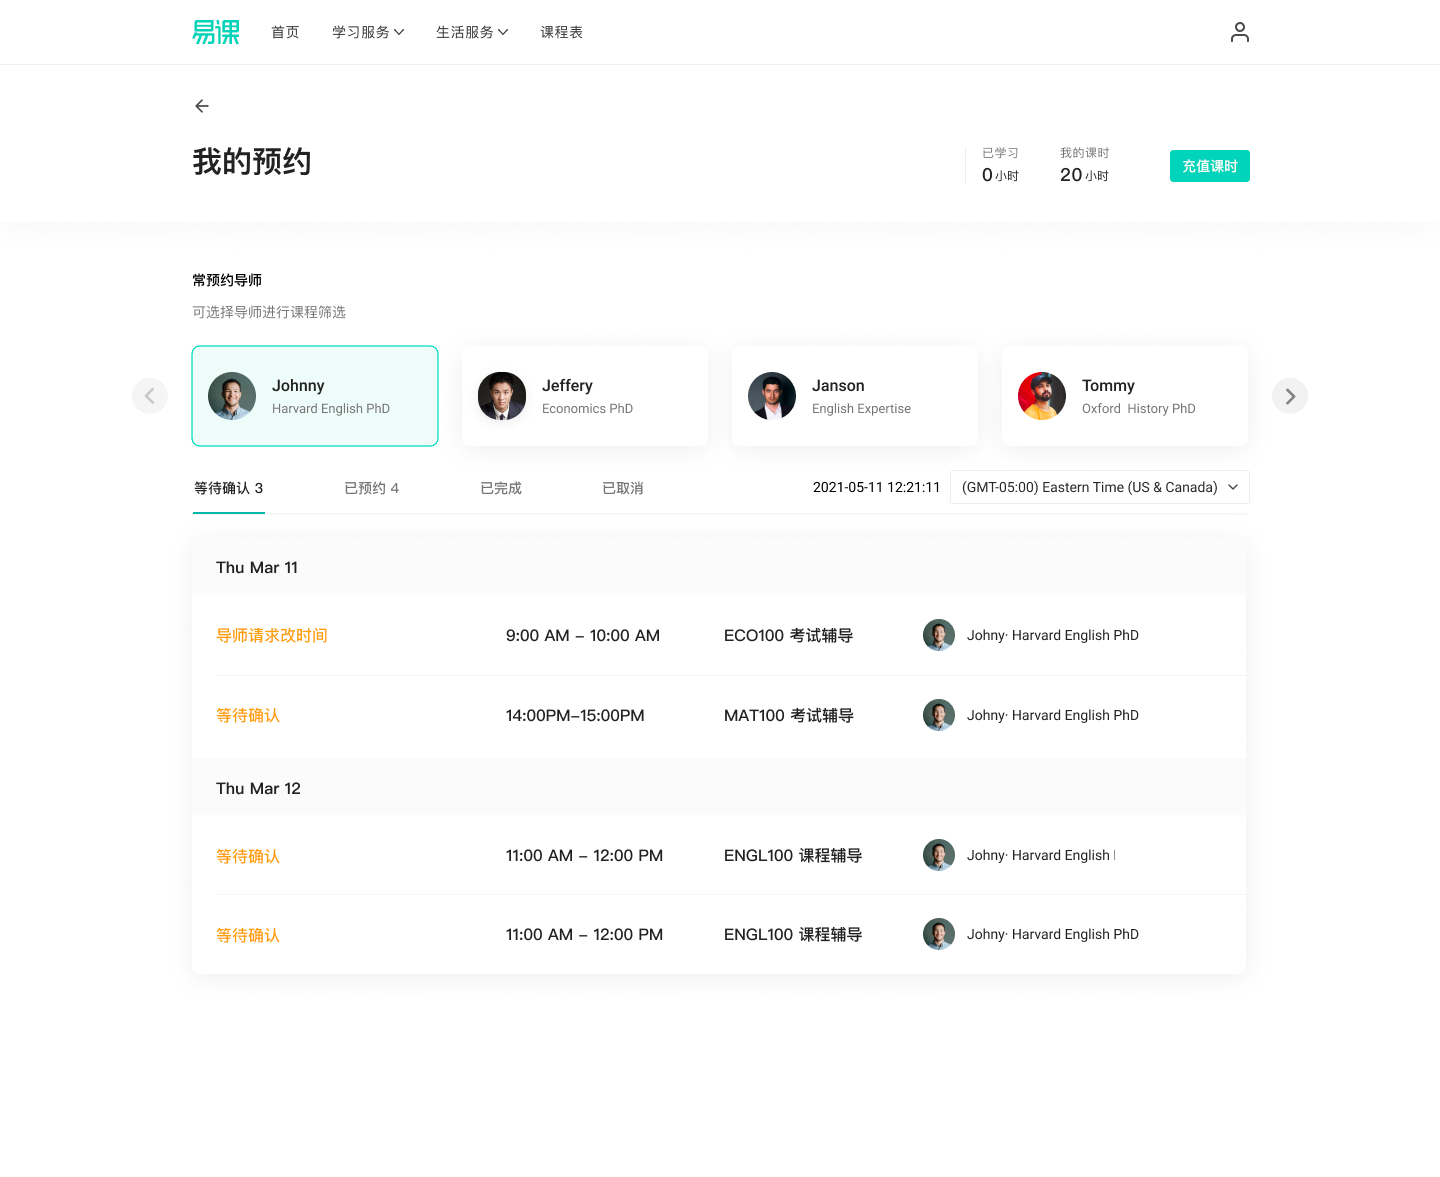 易课 首页 学习服务 生活服务 课程表
我的预约
已学习 我的课时
0 小时 20 小时
充值课时
常预约导师
可选择导师进行课程筛选
Johnny
Harvard English PhD
Jeffery
Economics PhD
Janson
English Expertise
Tommy
Oxford History PhD
等待确认 3 已预约 4 已完成 已取消 2021-05-11 12:21:11 (GMT-05:00) Eastern Time (US & Canada)
Thu Mar 11
导师请求改时间 9:00 AM – 10:00 AM ECO100 考试辅导 Johny· Harvard English PhD
等待确认 14:00PM–15:00PM MAT100 考试辅导 Johny· Harvard English PhD
Thu Mar 12
等待确认 11:00 AM – 12:00 PM ENGL100 课程辅导 Johny· Harvard English
等待确认 11:00 AM – 12:00 PM ENGL100 课程辅导 Johny· Harvard English PhD